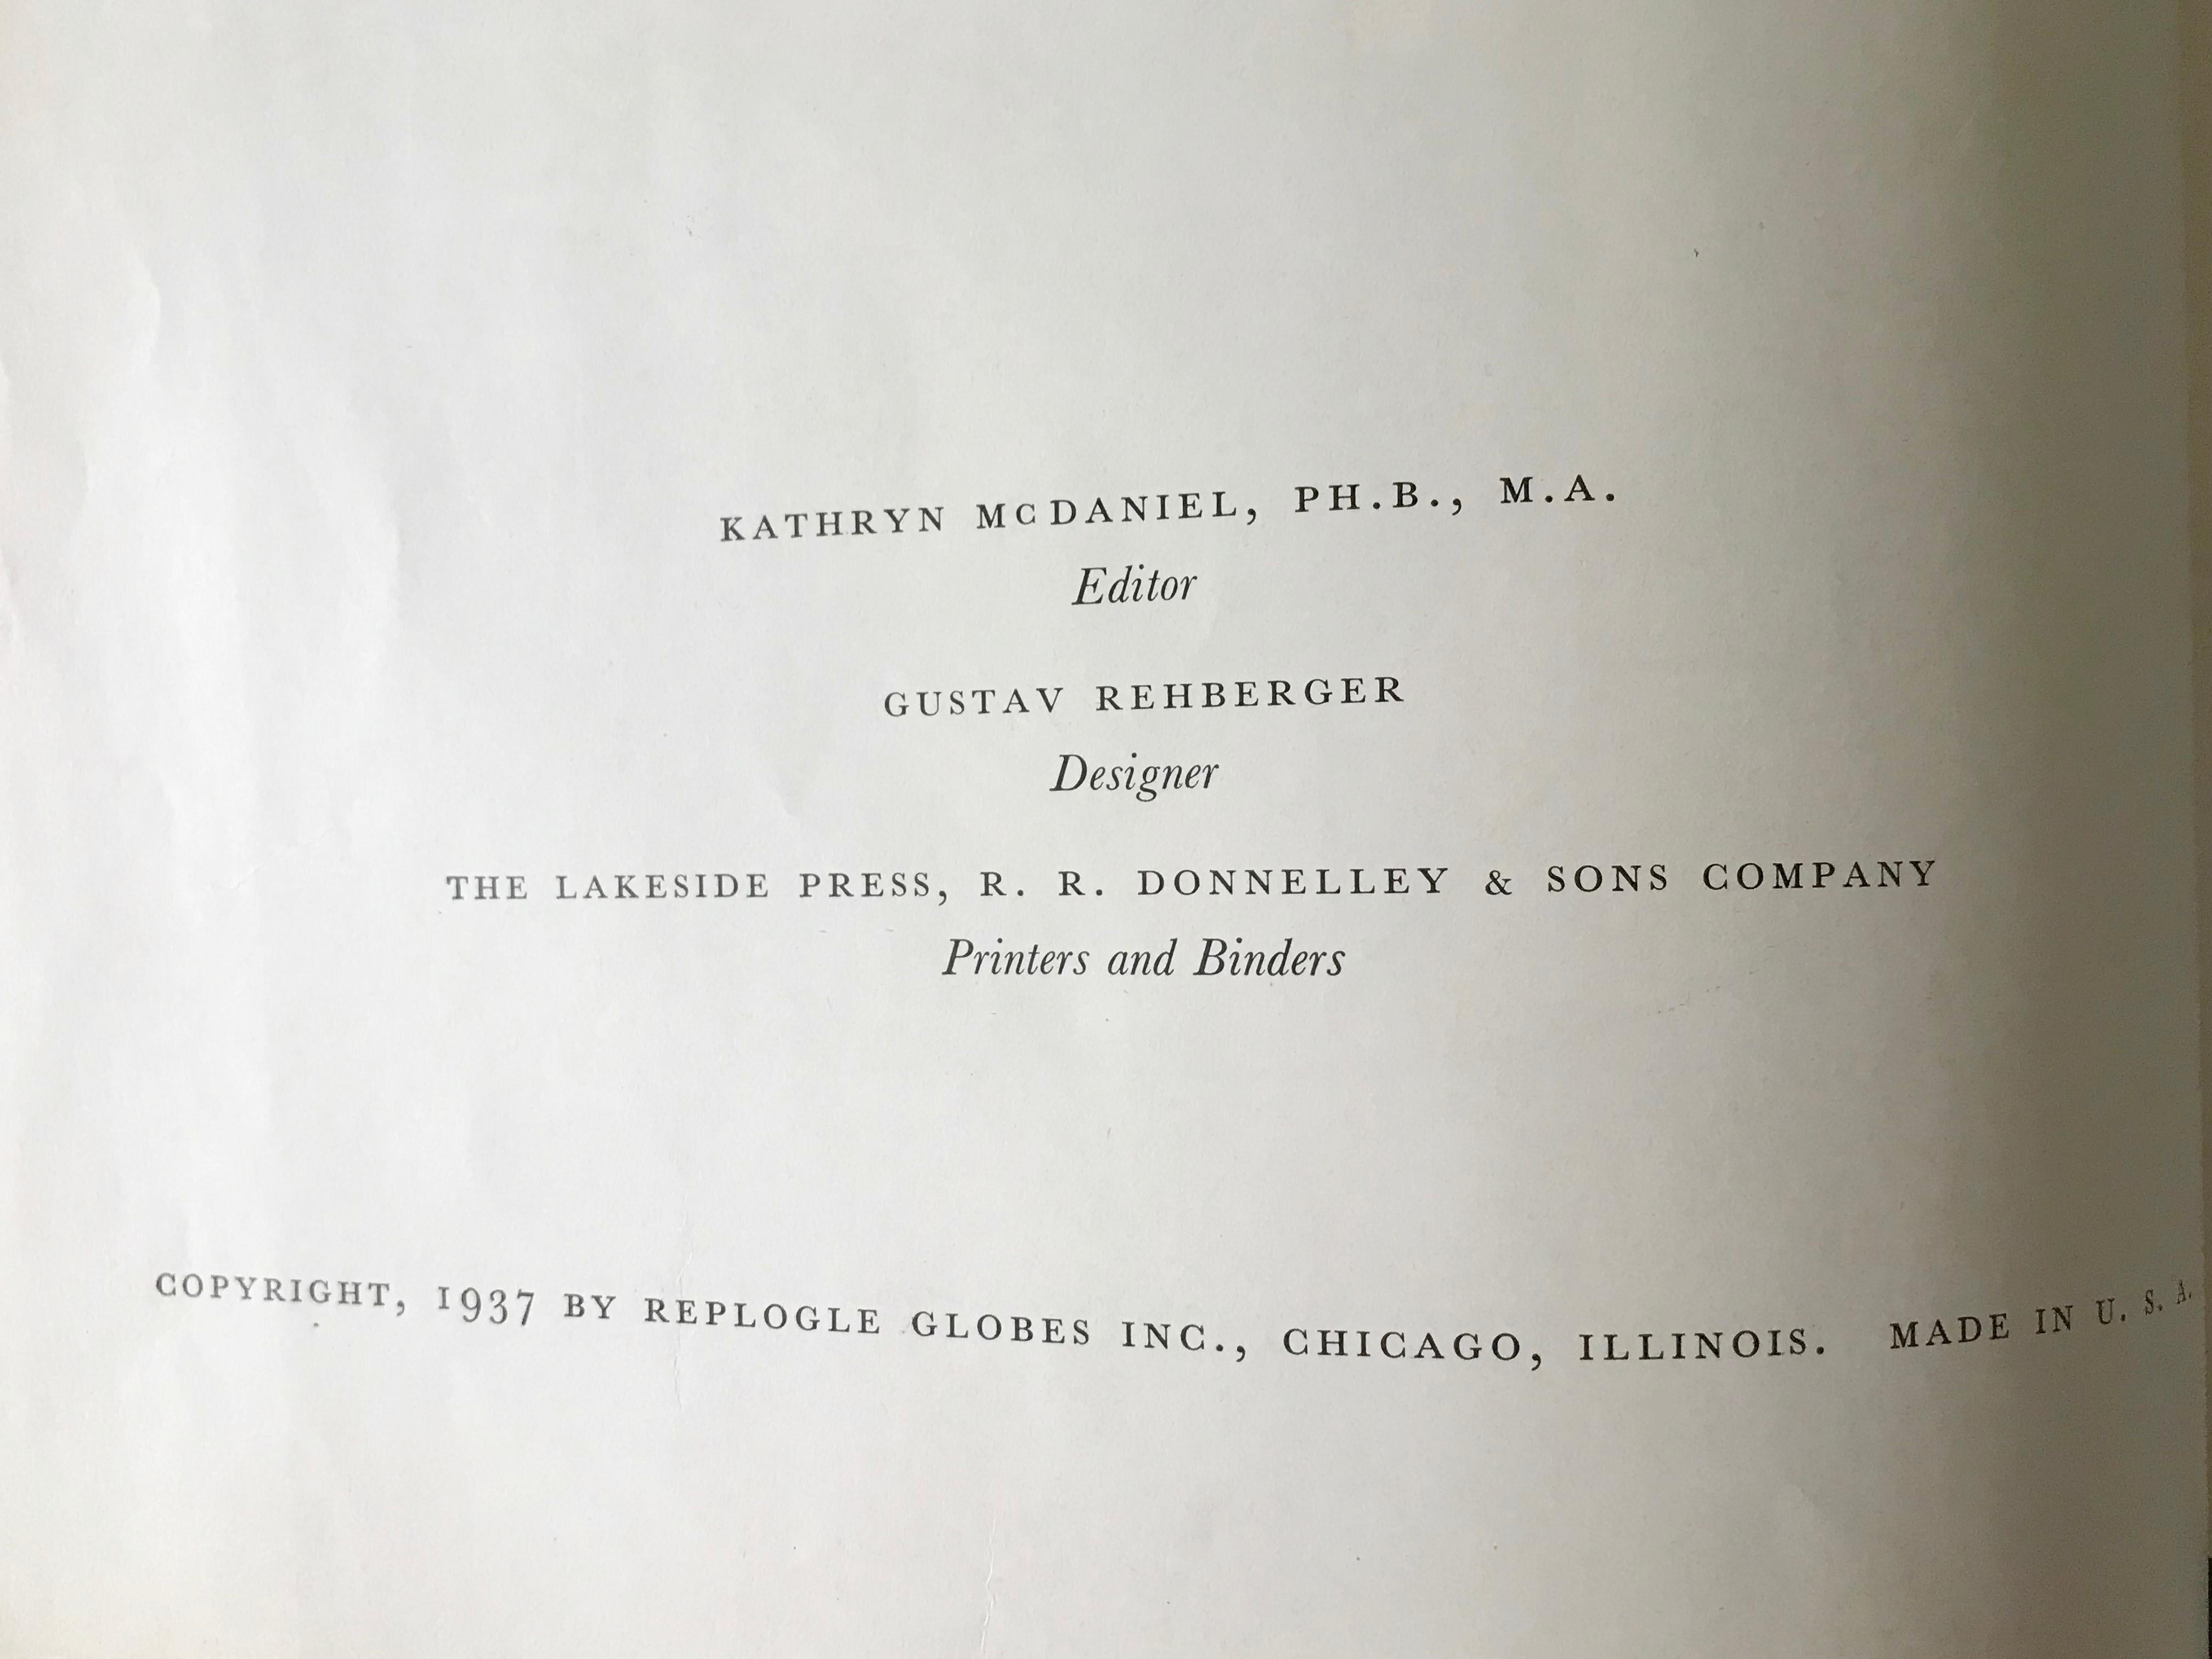 KATHRYN MCDANIEL, PH.B., M.A.
Editor
GUSTAV REHBERGER
Designer
THE LAKESIDE PRESS, R. R. DONNELLEY & SONS COMPANY
Printers and Binders
COPYRIGHT, 1937 BY REPLOGLE GLOBES INC., CHICAGO, ILLINOIS. MADE IN U. S. A.